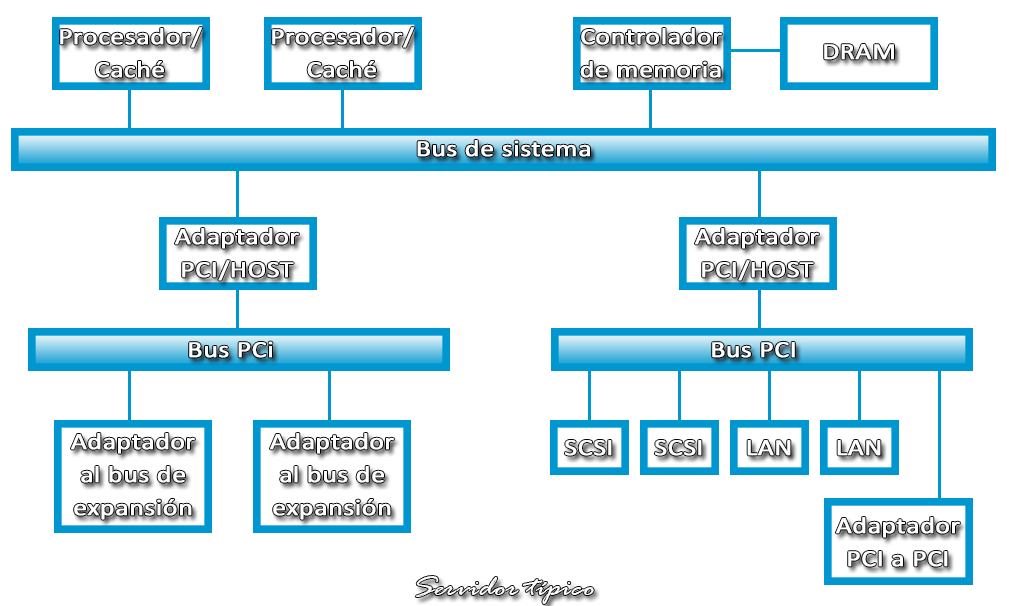 Procesador/
Caché
Procesador/
Caché
Controlador
de memoria
DRAM
Bus de sistema
Adaptador
PCI/HOST
Adaptador
PCI/HOST
Bus PCi
Bus PCI
Adaptador
al bus de
expansión
Adaptador
al bus de
expansión
SCSI
SCSI
LAN
LAN
Adaptador
PCI a PCI
Servidor típico